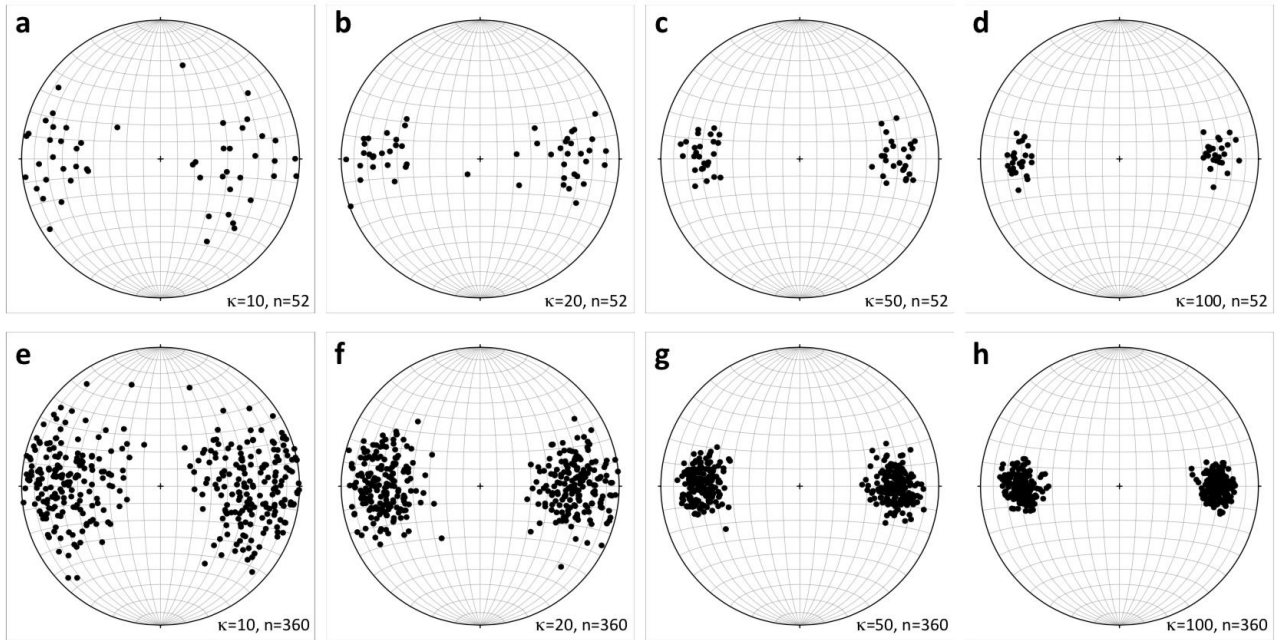 a
b
c
d
κ=10, n=52
κ=20, n=52
κ=50, n=52
κ=100, n=52
e
f
g
h
κ=10, n=360
κ=20, n=360
κ=50, n=360
κ=100, n=360